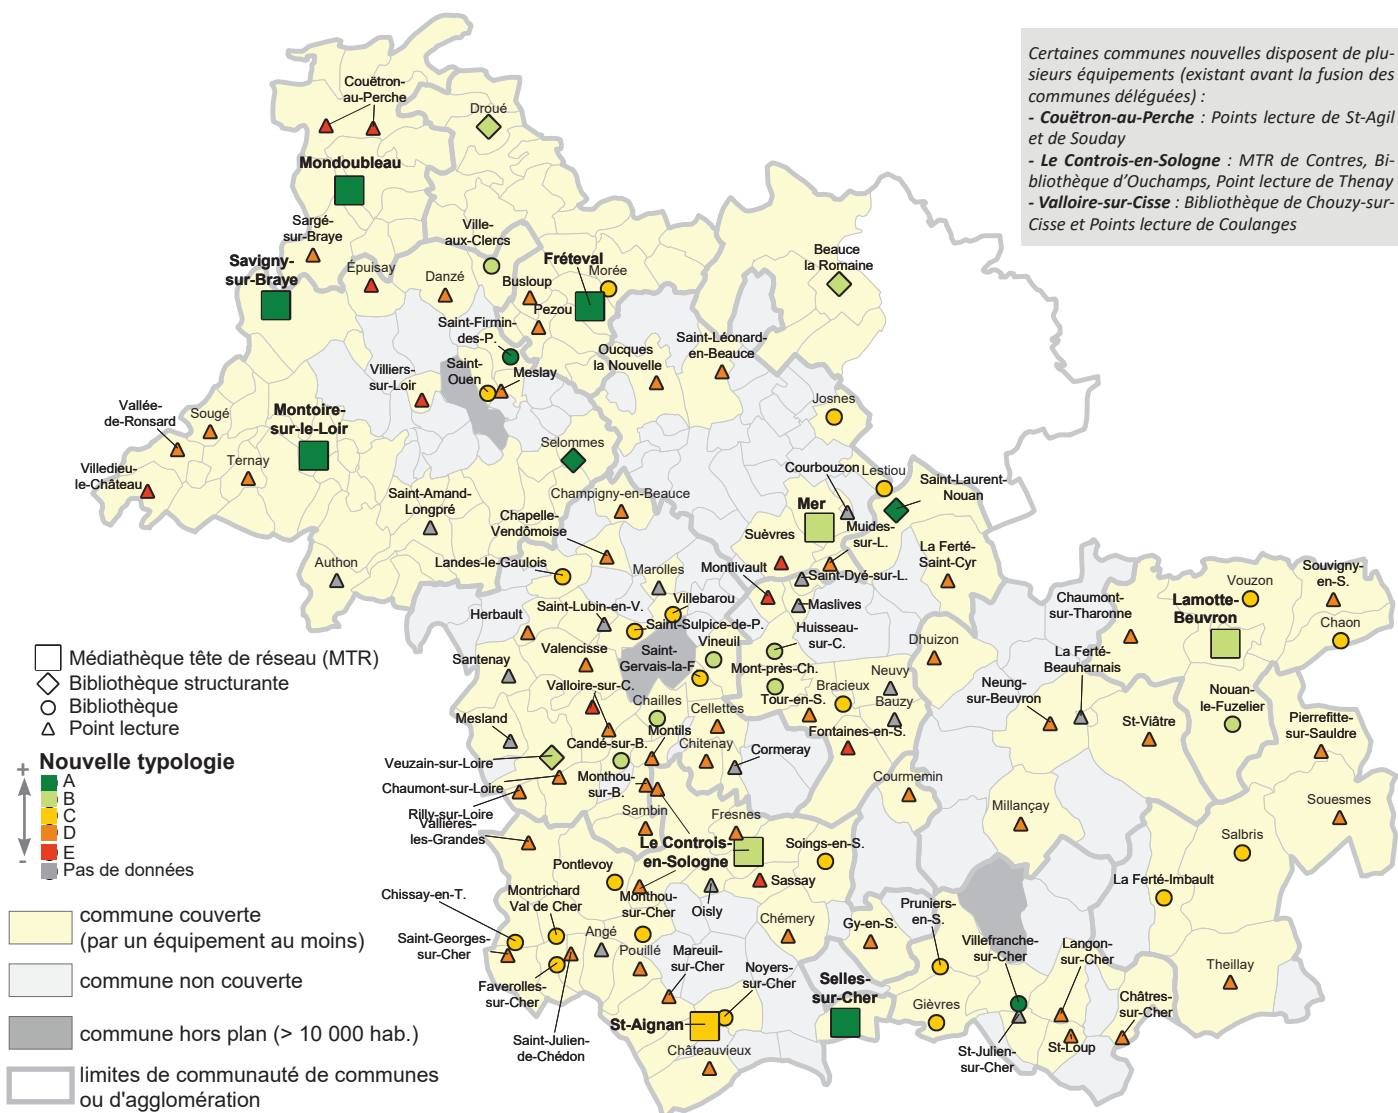 Certaines communes nouvelles disposent de plu-
sieurs équipements (existant avant la fusion des
communes déléguées) :
- Couëtron-au-Perche : Points lecture de St-Agil
et de Souday
- Le Controis-en-Sologne : MTR de Contres, Bi-
bliothèque d'Ouchamps, Point lecture de Thenay
- Valloire-sur-Cisse : Bibliothèque de Chouzy-sur-
Cisse et Points lecture de Coulanges
Couëtron-
au-Perche
Droué
Mondoubleau
Sargé-
sur-Braye
Ville-
aux-Clercs
Beauce
la Romaine
Savigny-
sur-Braye
Épuisay
Danzé
Fréteval
Morée
Busloup
Pezou
Saint-Firmin-
des-P.
Saint-
Ouen
Meslay
Villiers-
sur-Loir
Oucques
la Nouvelle
Saint-Léonard-
en-Beauce
Josnes
Vallée-
de-Ronsard
Sougé
Montoire-
sur-le-Loir
Ternay
Villedieu-
le-Château
Selommes
Courbouzon
Lestiou
Saint-Laurent-
Nouan
Saint-Amand-
Longpré
Champigny-en-Beauce
Chapelle-
Vendômoise
Mer
Muides-
sur-L.
Suèvres
La Ferté-
Saint-Cyr
Authon
Landes-le-Gaulois
Marolles
Montlivault
Saint-Dyé-sur-L.
Maslives
Villebarou
Herbault
Saint-Lubin-en-V.
Saint-Sulpice-de-P.
Vineuil
Huisseau-
sur-C.
Chaumont-
sur-Tharonne
Vouzon
Souvigny-
en-S.
Lamotte-
Beuvron
Chaon
Dhuizon
La Ferté-
Beauharnais
Neung-
sur-Beuvron
Santenay
Valencisse
Saint-
Gervais-la-F.
Mont-près-Ch.
Tour-en-S.
Bracieux
Neuvy
Bauzy
Fontaines-en-S.
Nouan-
le-Fuzelier
St-Viâtre
Pierrefitte-
sur-Sauldre
Valloire-sur-C.
Chailles
Cellettes
Mesland
Montils
Candé-sur-B.
Chitenay
Cormeray
Veuzain-sur-Loire
Chaumont-sur-Loire
Monthou-
sur-B.
Rilly-sur-Loire
Courmemin
Millançay
Souesmes
Sambin
Fresnes
Vallières-
les-Grandes
Le Controis-
en-Sologne
Soings-en-S.
Salbris
Pontlevoy
Sassay
La Ferté-Imbault
Chissay-en-T.
Montrichard
Val de Cher
Monthou-
sur-Cher
Oisly
Chémery
Gy-en-S.
Pruniers-
en-S.
Villefranche-
sur-Cher
Langon-
sur-Cher
Saint-Georges-
sur-Cher
Angé
Pouillé
Mareuil-
sur-Cher
Noyers-
sur-Cher
Selles-
sur-Cher
Theillay
Faverolles-
sur-Cher
Saint-Julien-
de-Chédon
St-Aignan
Gièvres
Châtres-
sur-Cher
Châteauvieux
St-Julien-
sur-Cher
St-Loup
Médiathèque tête de réseau (MTR)
Bibliothèque structurante
Bibliothèque
Point lecture
Nouvelle typologie
+
A
B
C
D
E
-
Pas de données
commune couverte
(par un équipement au moins)
commune non couverte
commune hors plan (> 10 000 hab.)
limites de communauté de communes
ou d'agglomération